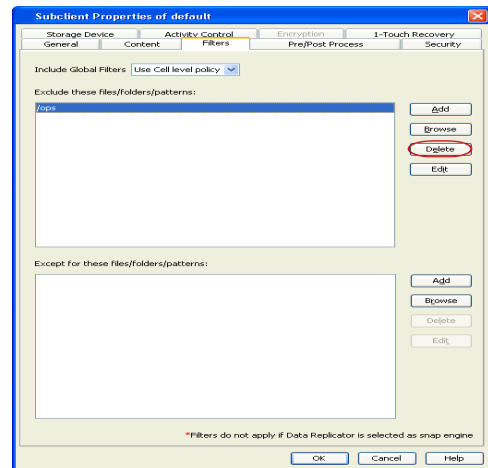 Subclient Properties of default
Storage Device Activity Control Encryption 1-Touch Recovery
General Content Filters Pre/Post Process Security
Include Global Filters Use Cell level policy
Exclude these files/folders/patterns:
/ops
Add
Browse
Delete
Edit
Except for these files/folders/patterns:
Add
Browse
Delete
Edit
*Filters do not apply if Data Replicator is selected as snap engine
OK Cancel Help